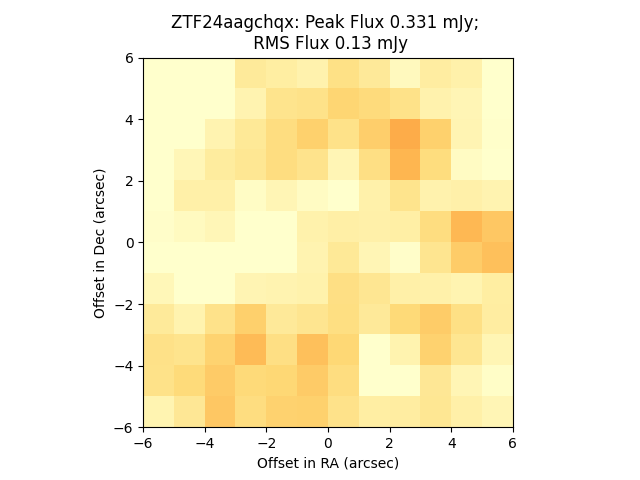 ZTF24aagchqx: Peak Flux 0.331 mJy;
RMS Flux 0.13 mJy
6
4
2
0
−2
−4
−6
Offset in Dec (arcsec)
−6 −4 −2 0 2 4 6
Offset in RA (arcsec)